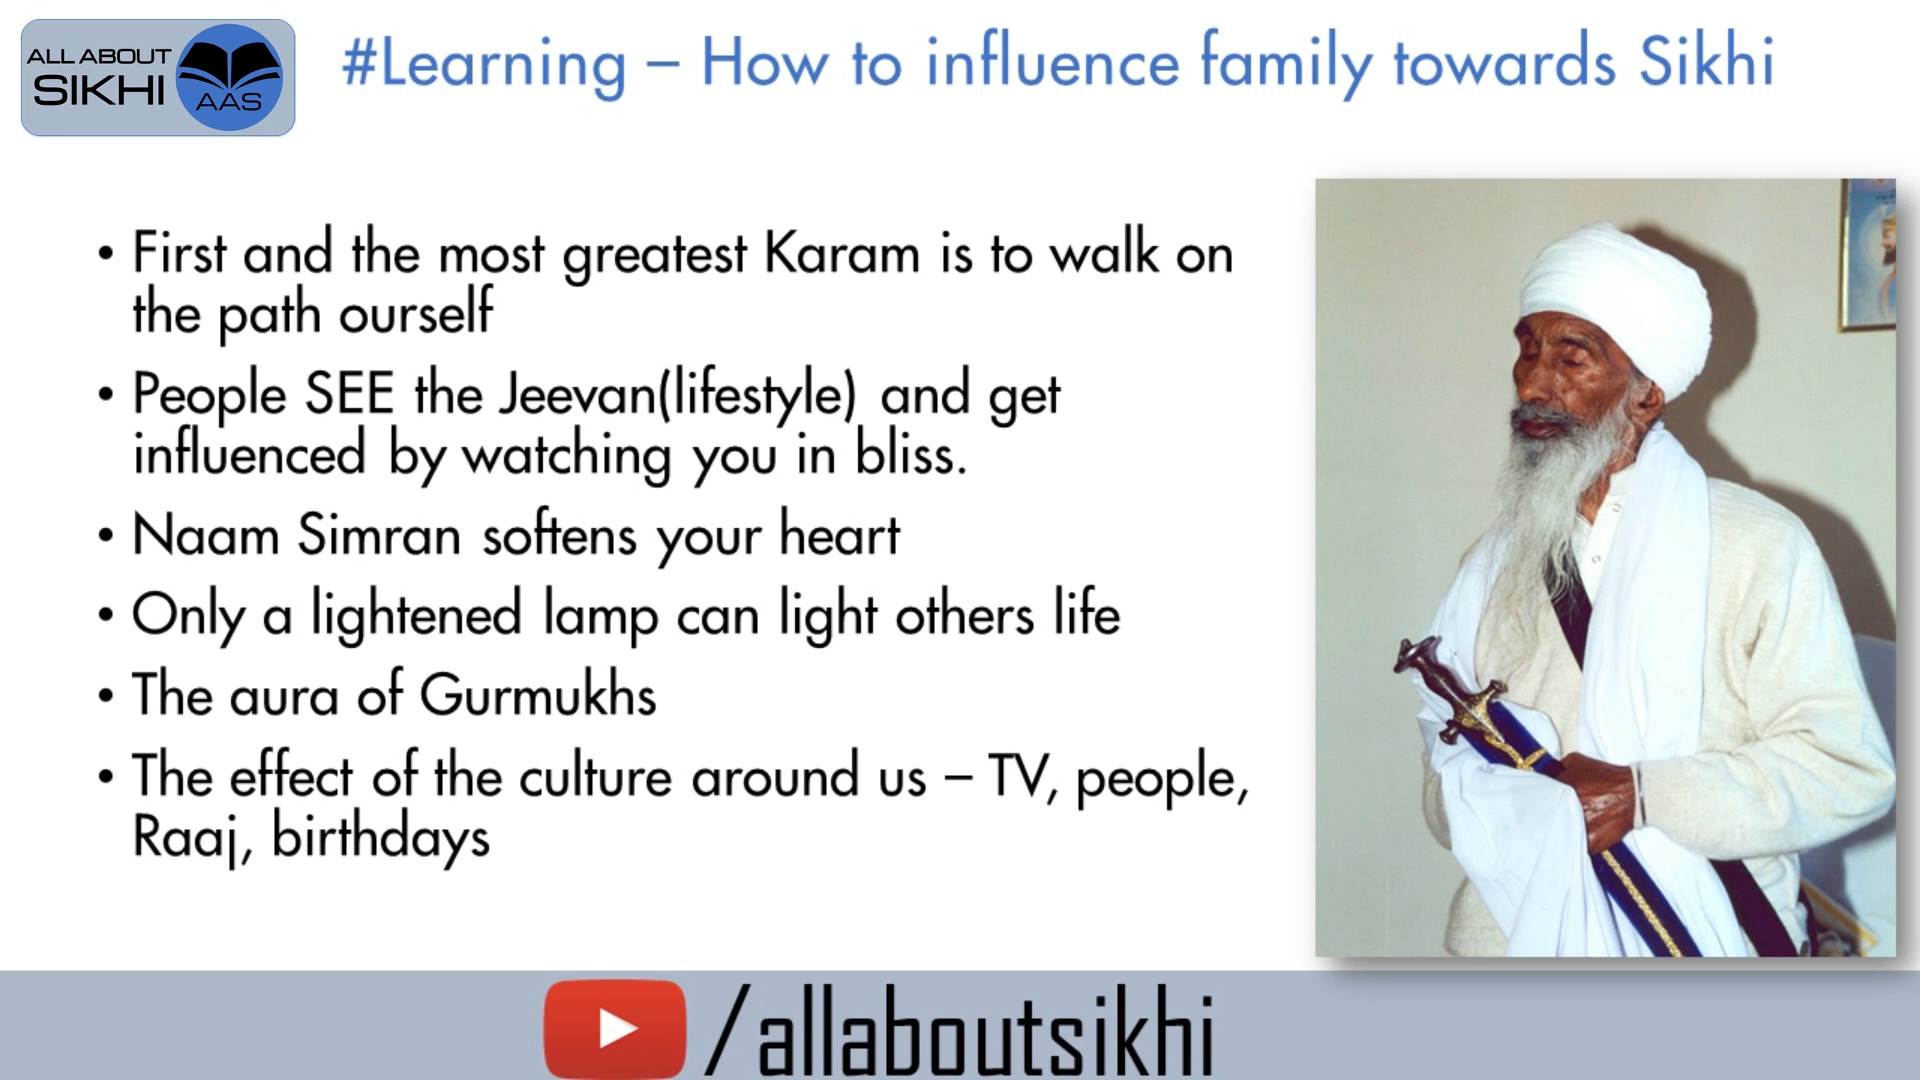 ALL ABOUT
SIKHI
AAS
#Learning – How to influence family towards Sikhi
• First and the most greatest Karam is to walk on
the path ourself
• People SEE the Jeevan(lifestyle) and get
influenced by watching you in bliss.
• Naam Simran softens your heart
• Only a lightened lamp can light others life
• The aura of Gurmukhs
• The effect of the culture around us – TV, people,
Raaj, birthdays
/allaboutsikhi